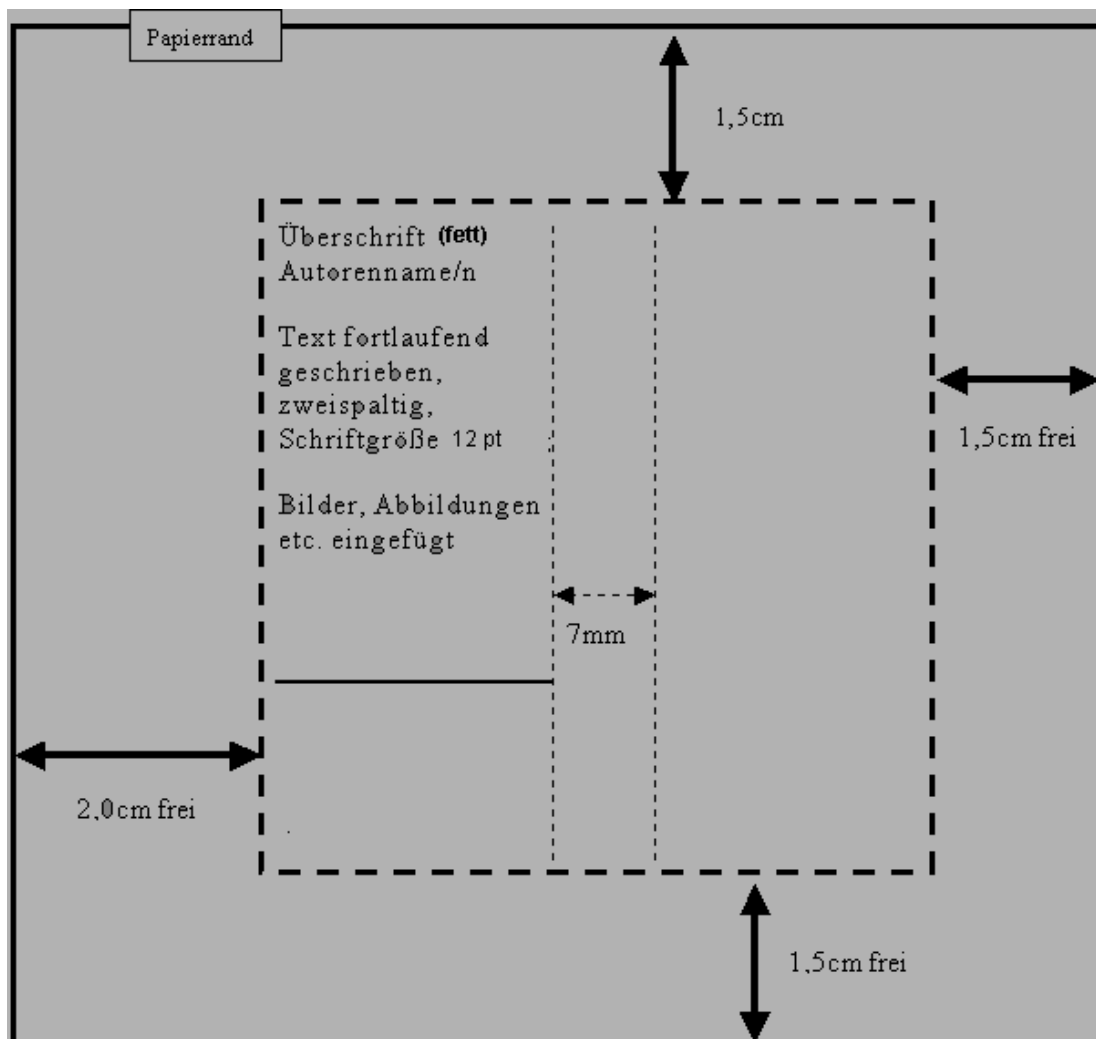 Papierrand
1,5cm
Überschrift (fett)
Autorenname/n
Text fortlaufend
geschrieben,
zweispaltig,
Schriftgröße 12 pt
Bilder, Abbildungen
etc. eingefügt
1,5cm frei
7mm
2,0cm frei
1,5cm frei